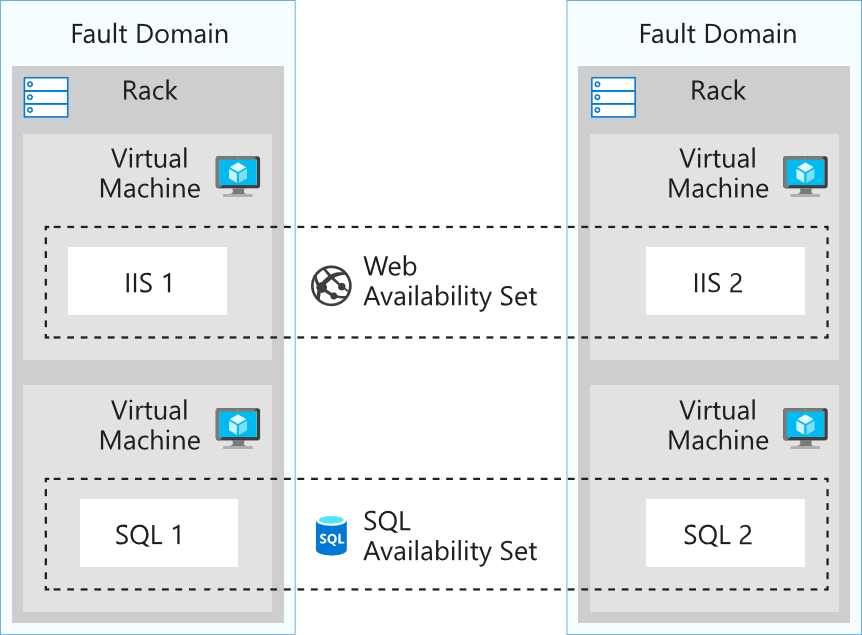 Fault Domain
Rack
Virtual
Machine
IIS 1
Virtual
Machine
SQL 1
Web
Availability Set
SQL
SQL
Availability Set
Fault Domain
Rack
Virtual
Machine
IIS 2
Virtual
Machine
SQL 2